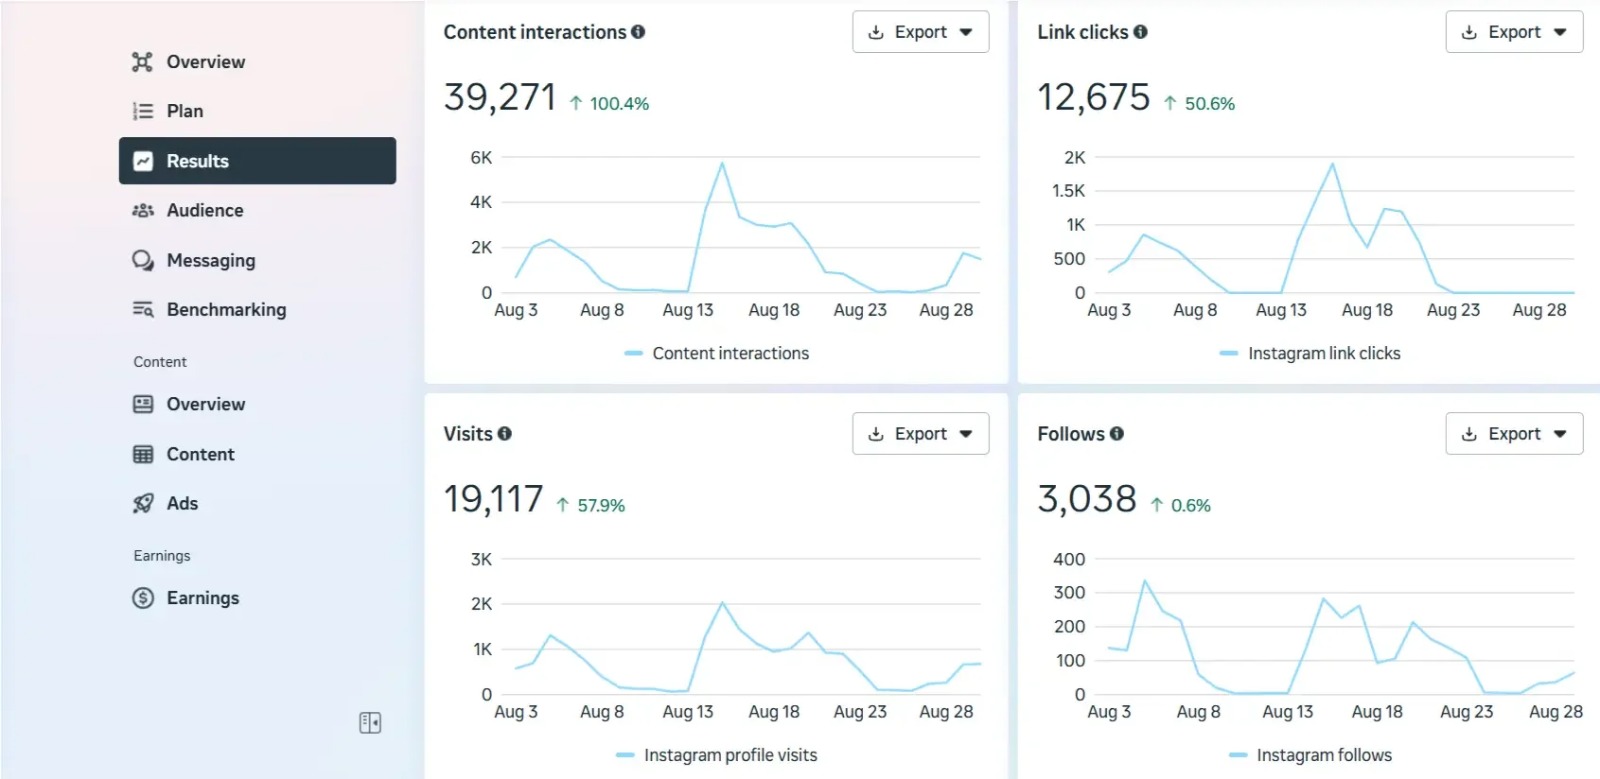 Overview
Plan
Results
Audience
Messaging
Benchmarking
Content
Overview
Content
Ads
Earnings
Earnings
Content interactions
Export
39,271 ↑ 100.4%
6K
4K
2K
0
Aug 3 Aug 8 Aug 13 Aug 18 Aug 23 Aug 28
Content interactions
Link clicks
Export
12,675 ↑ 50.6%
2K
1.5K
1K
500
0
Aug 3 Aug 8 Aug 13 Aug 18 Aug 23 Aug 28
Instagram link clicks
Visits
Export
19,117 ↑ 57.9%
3K
2K
1K
0
Aug 3 Aug 8 Aug 13 Aug 18 Aug 23 Aug 28
Instagram profile visits
Follows
Export
3,038 ↑ 0.6%
400
300
200
100
0
Aug 3 Aug 8 Aug 13 Aug 18 Aug 23 Aug 28
Instagram follows